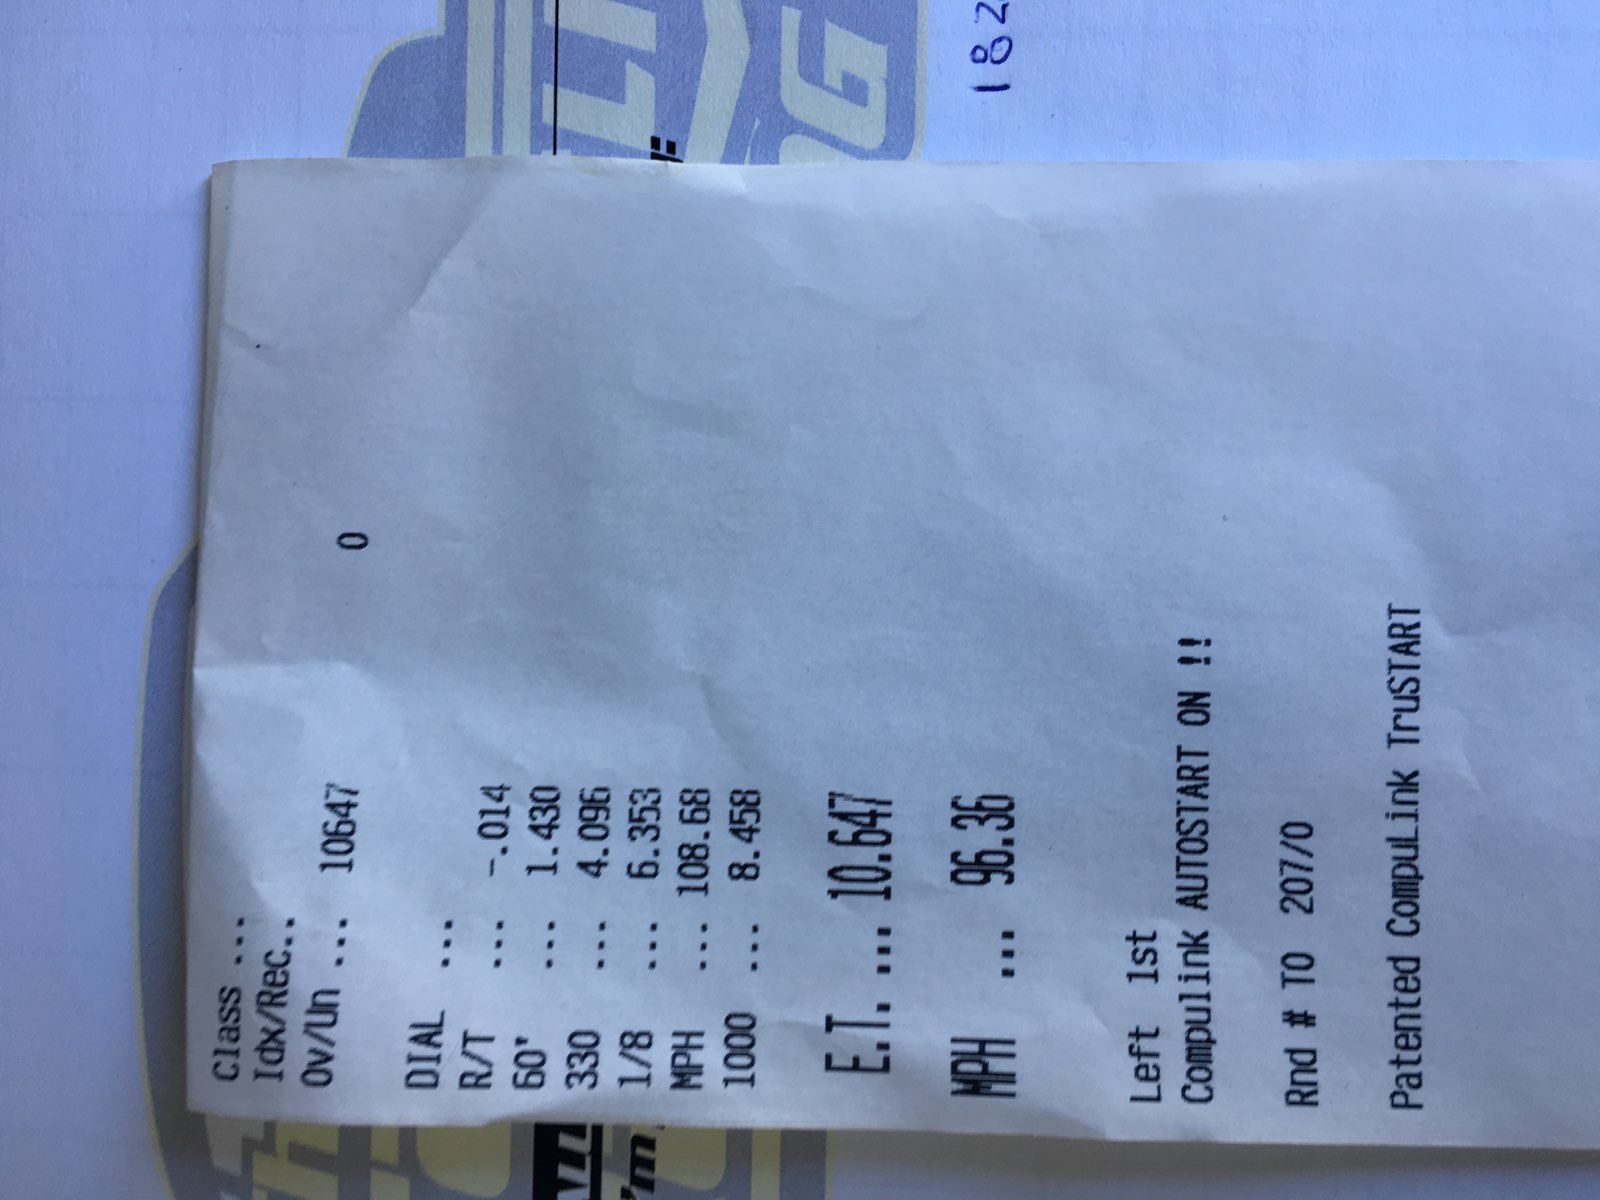 Class ...
Idx/Rec..
Ov/Un ... 10647 0
DIAL ...
R/T ... -.014
60' ... 1.430
330 ... 4.096
1/8 ... 6.353
MPH ... 108.68
1000 ... 8.458
E.T. ... 10.647
MPH ... 96.36
Left 1st
Compulink AUTOSTART ON !!
Rnd # TO 207/0
Patented CompuLink TruSTART
182
'm